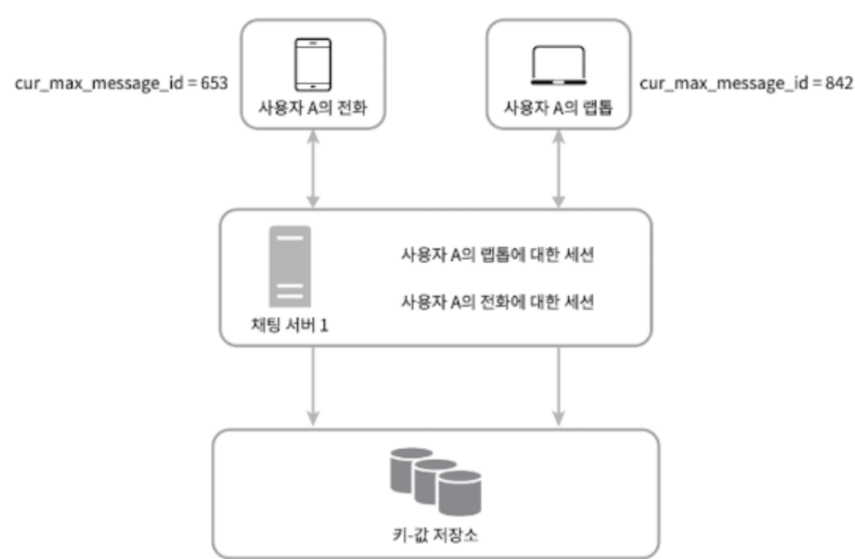 cur_max_message_id = 653
사용자 A의 전화
사용자 A의 랩톱
cur_max_message_id = 842
채팅 서버 1
사용자 A의 랩톱에 대한 세션
사용자 A의 전화에 대한 세션
키-값 저장소